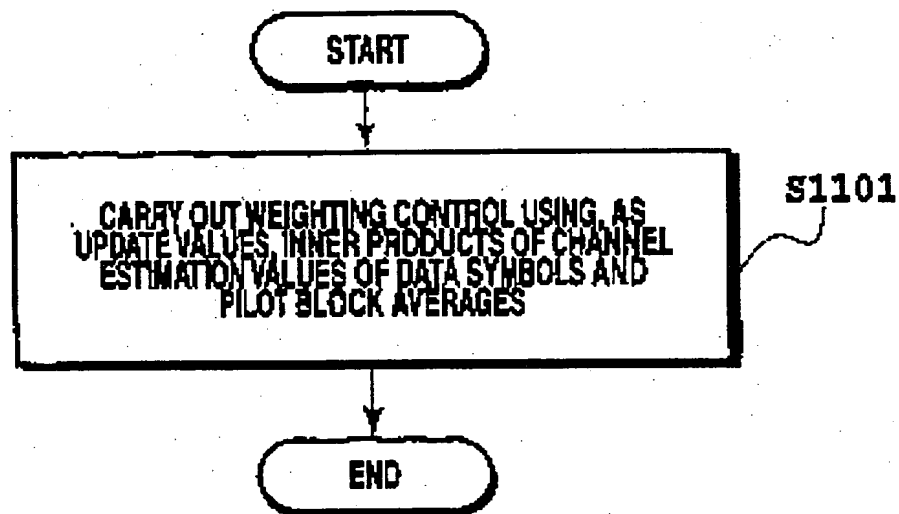 START
CARRY OUT WEIGHTING CONTROL USING, AS
UPDATE VALUES, INNER PRODUCTS OF CHANNEL
ESTIMATION VALUES OF DATA SYMBOLS AND
PILOT BLOCK AVERAGES
S1101
END